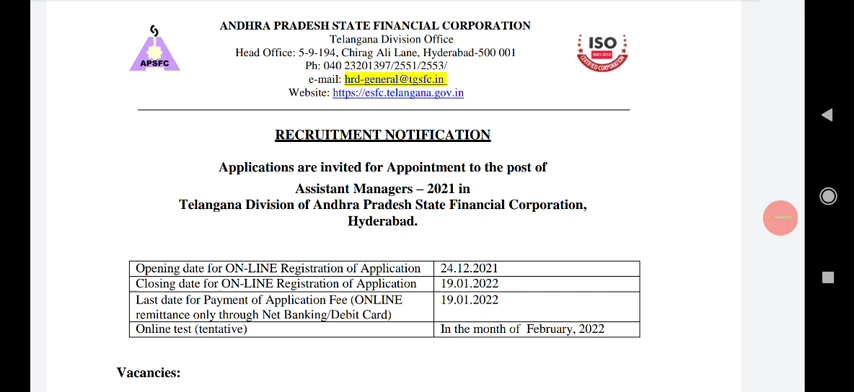 ANDHRA PRADESH STATE FINANCIAL CORPORATION
Telangana Division Office
Head Office: 5-9-194, Chirag Ali Lane, Hyderabad-500 001
Ph: 040 23201397/2551/2553/
e-mail: hrd-general@tgsfc.in
Website: https://esfc.telangana.gov.in
APSFC
ISO
CERTIFIED CORPORATION
RECRUITMENT NOTIFICATION
Applications are invited for Appointment to the post of
Assistant Managers – 2021 in
Telangana Division of Andhra Pradesh State Financial Corporation,
Hyderabad.
Opening date for ON-LINE Registration of Application 24.12.2021
Closing date for ON-LINE Registration of Application 19.01.2022
Last date for Payment of Application Fee (ONLINE 19.01.2022
remittance only through Net Banking/Debit Card)
Online test (tentative) In the month of February, 2022
Vacancies: